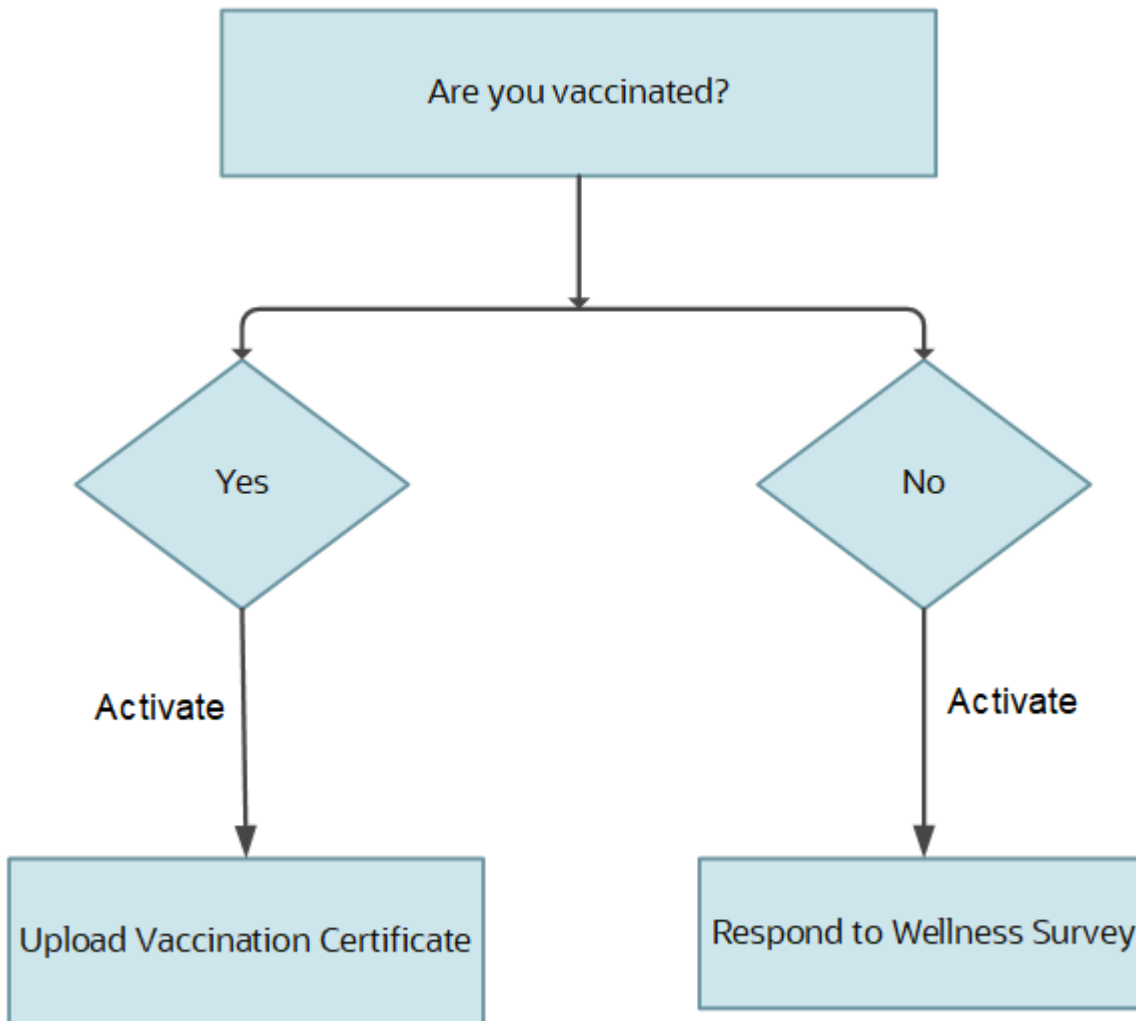 Are you vaccinated?
Yes
No
Activate
Activate
Upload Vaccination Certificate
Respond to Wellness Survey